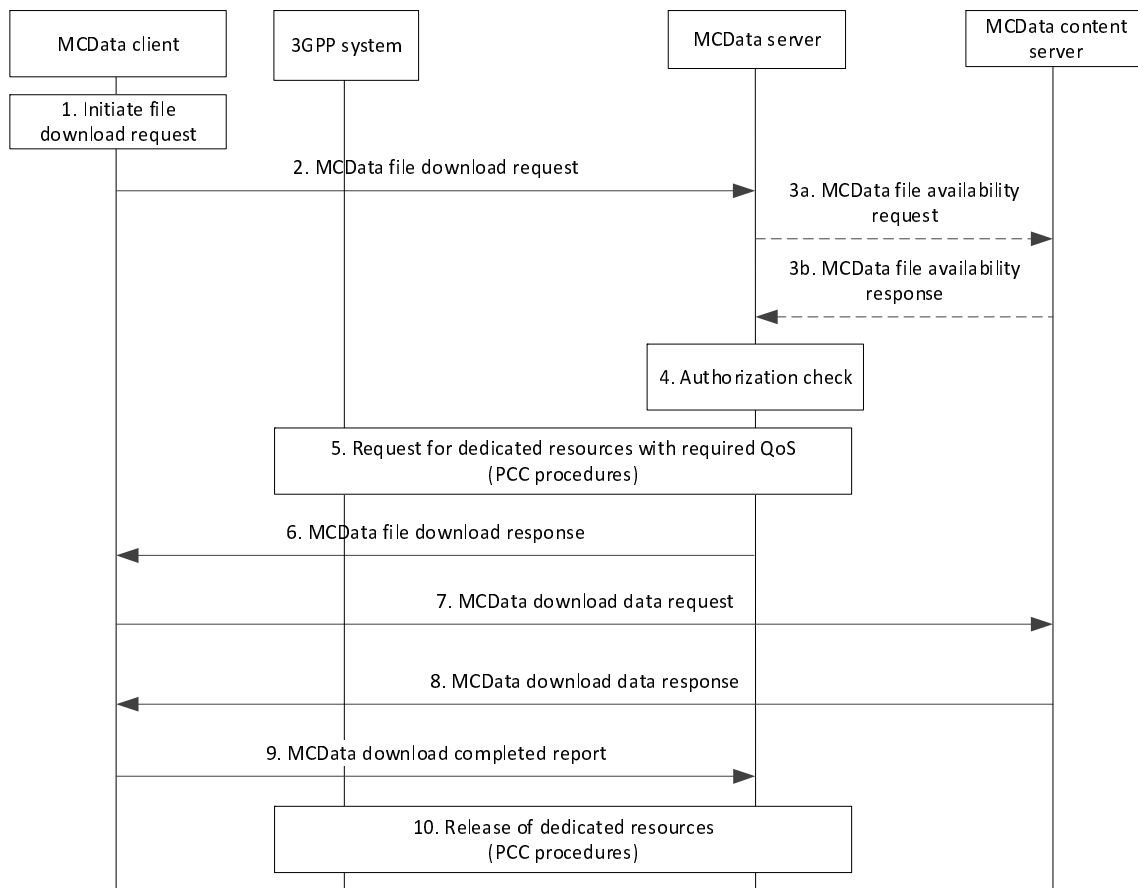 MCData client
3GPP system
MCData server
MCData content
server
1. Initiate file
download request
2. MCData file download request
3a. MCData file availability
request
3b. MCData file availability
response
4. Authorization check
5. Request for dedicated resources with required QoS
(PCC procedures)
6. MCData file download response
7. MCData download data request
8. MCData download data response
9. MCData download completed report
10. Release of dedicated resources
(PCC procedures)